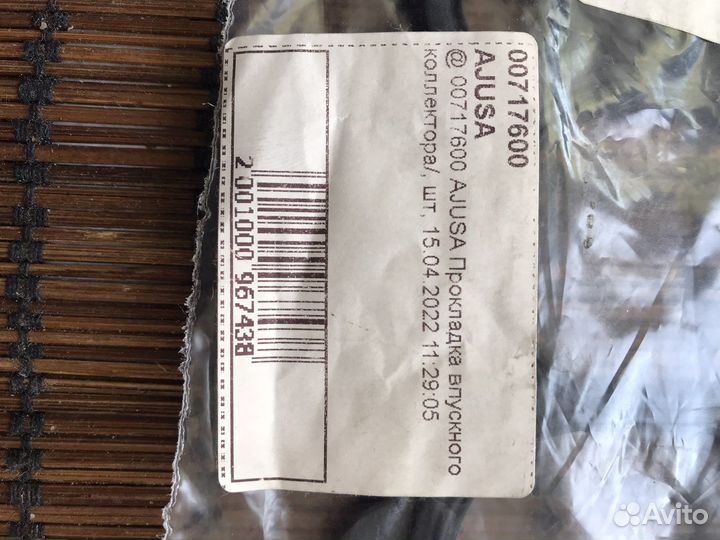 00717600
AJUSA
@ 00717600 AJUSA Прокладка впускного
коллектора/, шт, 15.04.2022 11:29:05
2 001000 967438
Avito